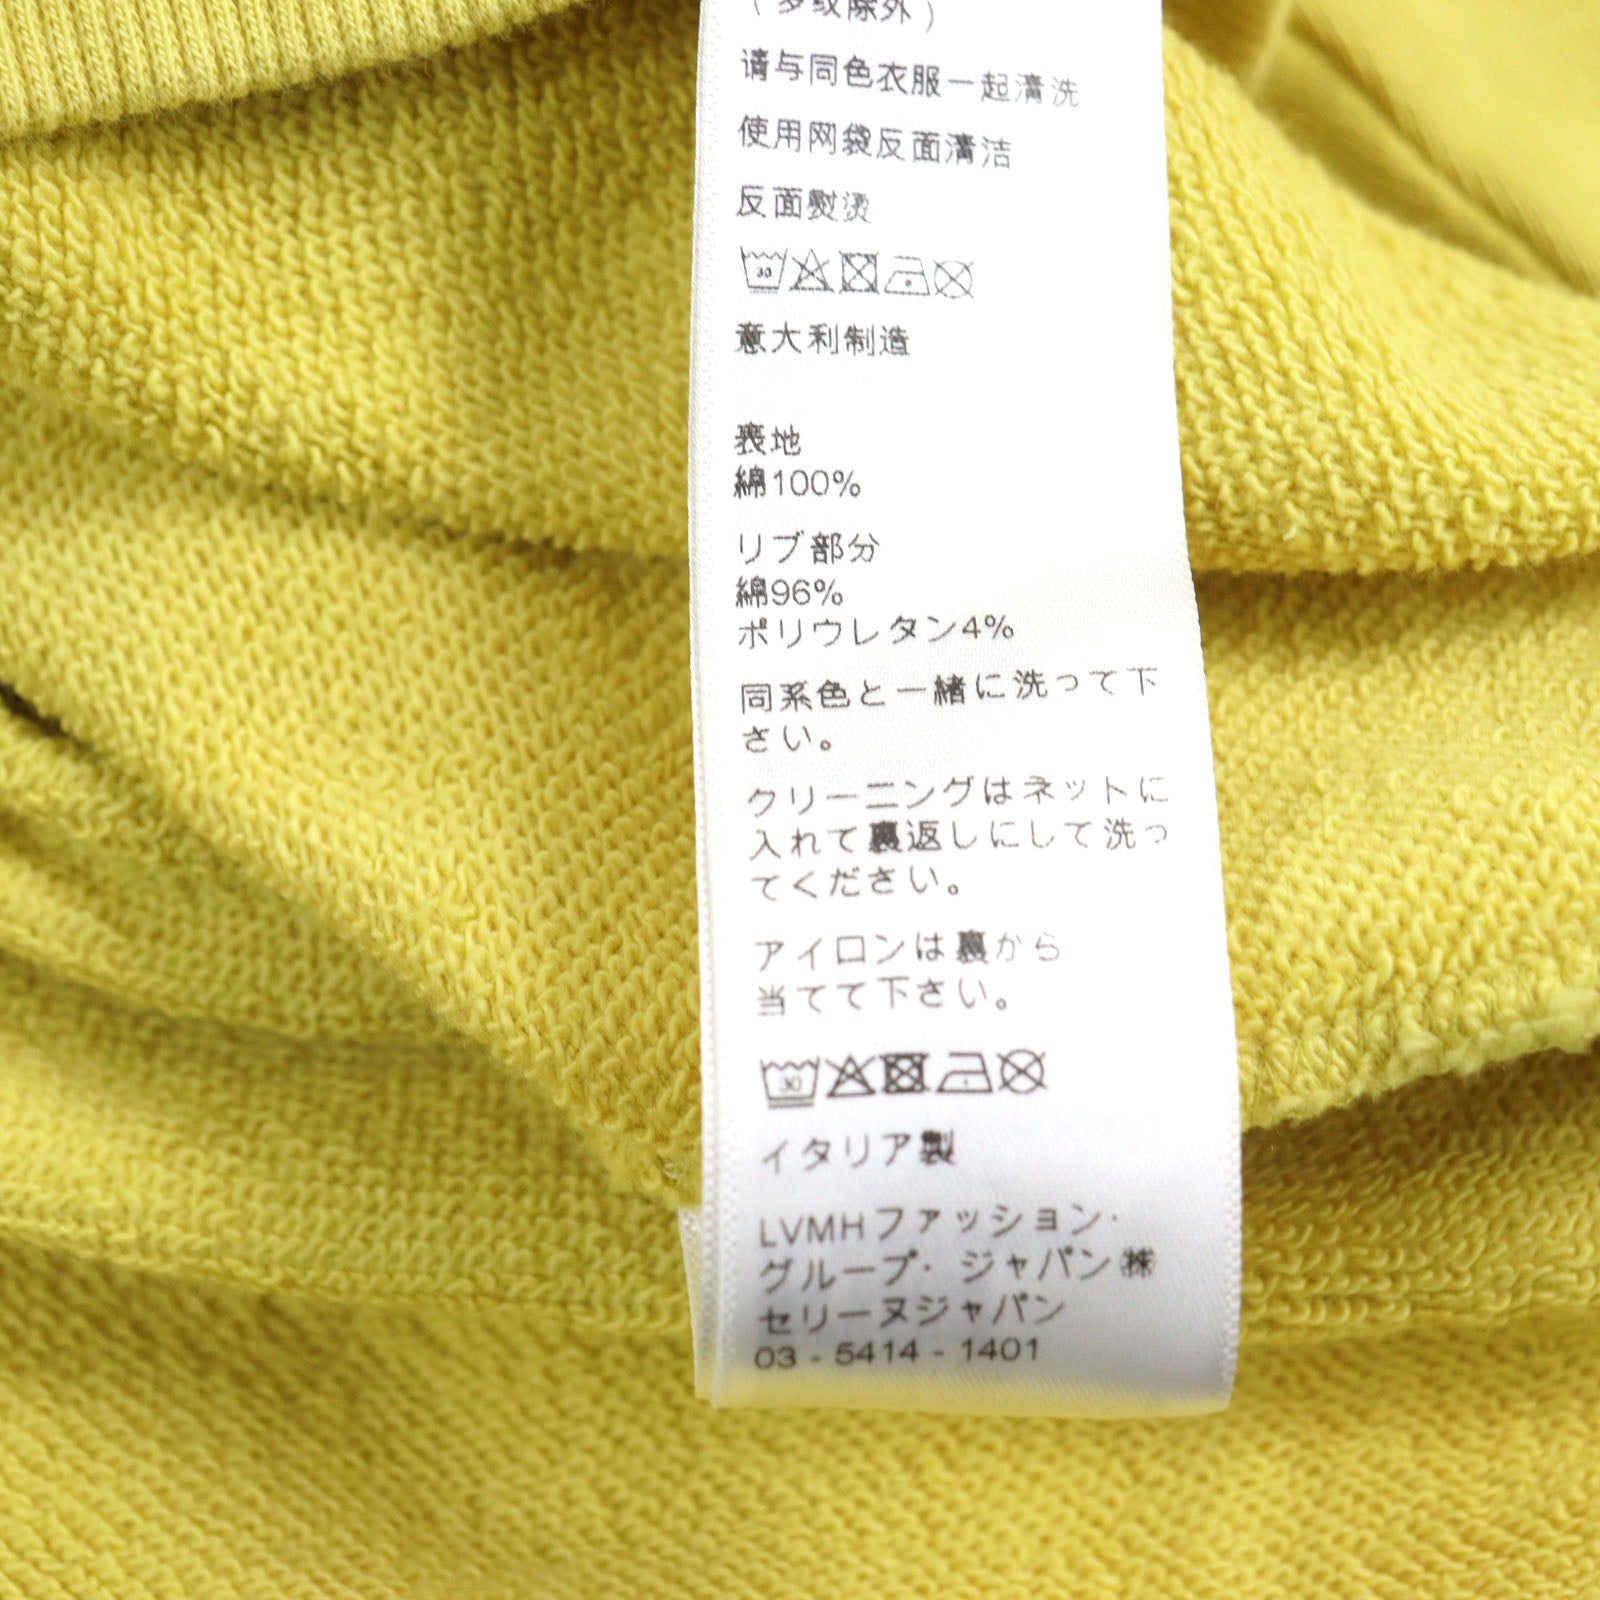 除外）
请与同色衣服一起清洗
使用网袋反面清洁
反面熨烫
30
意大利制造
表地
綿100%
リブ部分
綿96%
ポリウレタン4%
同系色と一緒に洗って下
さい。
クリーニングはネットに
入れて裏返しにして洗っ
てください。
アイロンは裏から
当てて下さい。
30
イタリア製
LVMHファッション・
グループ・ジャパン㈱
セリーヌジャパン
03 - 5414 - 1401